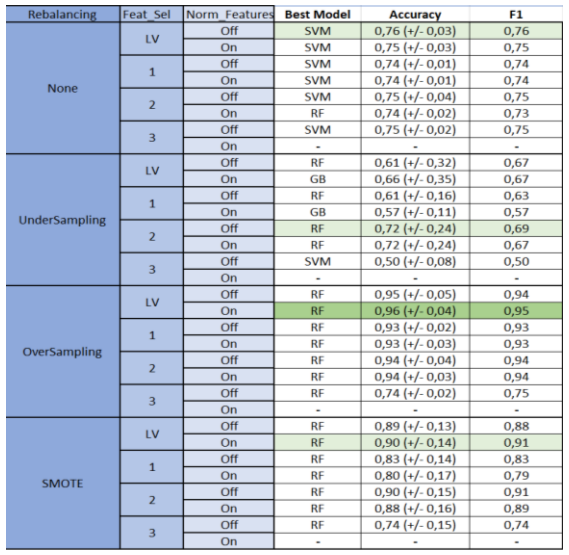 Rebalancing Feat_Sel Norm_Features Best Model Accuracy F1
None LV Off SVM 0,76 (+/- 0,03) 0,76
On SVM 0,75 (+/- 0,03) 0,75
1 Off SVM 0,74 (+/- 0,01) 0,74
On SVM 0,74 (+/- 0,01) 0,74
2 Off SVM 0,75 (+/- 0,04) 0,75
On RF 0,74 (+/- 0,02) 0,73
3 Off SVM 0,75 (+/- 0,02) 0,75
On - - -
UnderSampling LV Off RF 0,61 (+/- 0,32) 0,67
On GB 0,66 (+/- 0,35) 0,67
1 Off RF 0,61 (+/- 0,16) 0,63
On GB 0,57 (+/- 0,11) 0,57
2 Off RF 0,72 (+/- 0,24) 0,69
On RF 0,72 (+/- 0,24) 0,67
3 Off SVM 0,50 (+/- 0,08) 0,50
On - - -
OverSampling LV Off RF 0,95 (+/- 0,05) 0,94
On RF 0,96 (+/- 0,04) 0,95
1 Off RF 0,93 (+/- 0,02) 0,93
On RF 0,93 (+/- 0,03) 0,93
2 Off RF 0,94 (+/- 0,04) 0,94
On RF 0,94 (+/- 0,03) 0,94
3 Off RF 0,74 (+/- 0,02) 0,75
On - - -
SMOTE LV Off RF 0,89 (+/- 0,13) 0,88
On RF 0,90 (+/- 0,14) 0,91
1 Off RF 0,83 (+/- 0,14) 0,83
On RF 0,80 (+/- 0,17) 0,79
2 Off RF 0,90 (+/- 0,15) 0,91
On RF 0,88 (+/- 0,16) 0,89
3 Off RF 0,74 (+/- 0,15) 0,74
On - - -